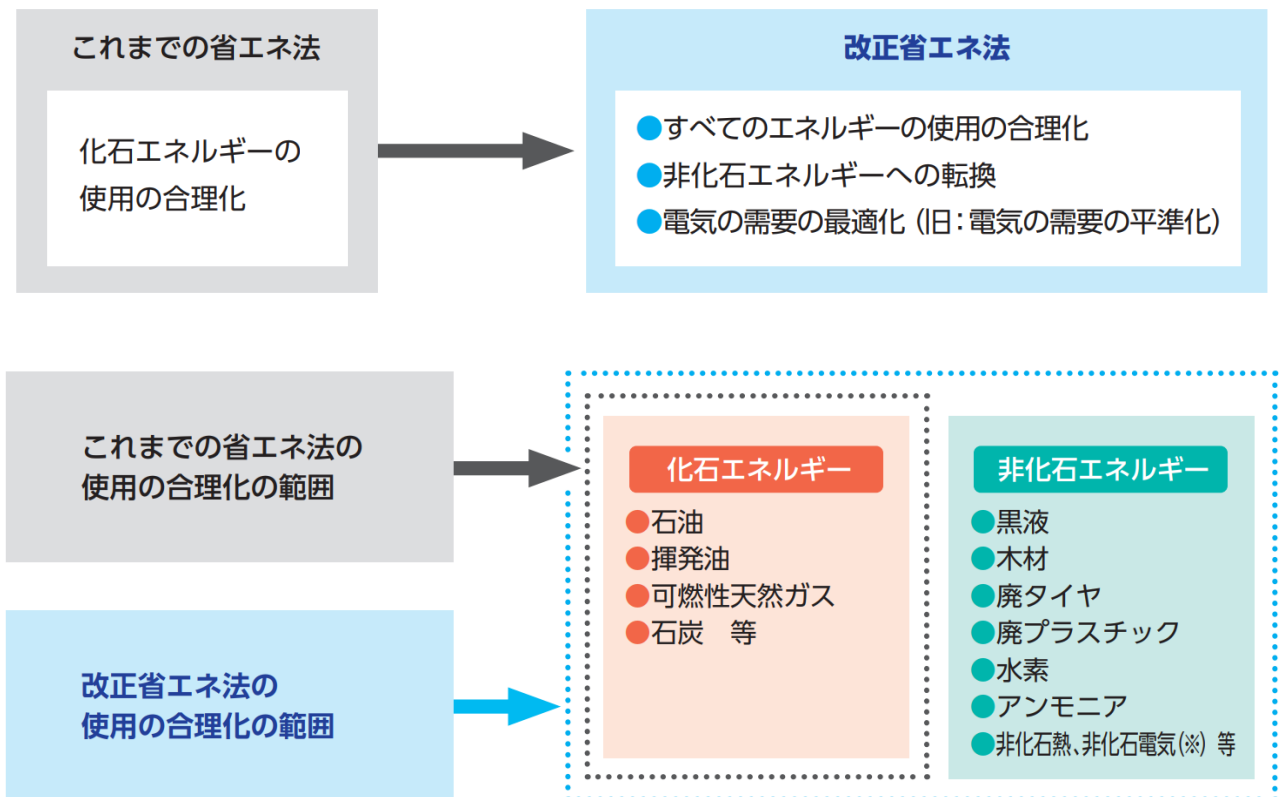 これまでの省エネ法
化石エネルギーの
使用の合理化
改正省エネ法
●すべてのエネルギーの使用の合理化
●非化石エネルギーへの転換
●電気の需要の最適化（旧：電気の需要の平準化）
これまでの省エネ法の
使用の合理化の範囲
改正省エネ法の
使用の合理化の範囲
化石エネルギー
●石油
●揮発油
●可燃性天然ガス
●石炭　等
非化石エネルギー
●黒液
●木材
●廃タイヤ
●廃プラスチック
●水素
●アンモニア
●非化石熱、非化石電気(※) 等